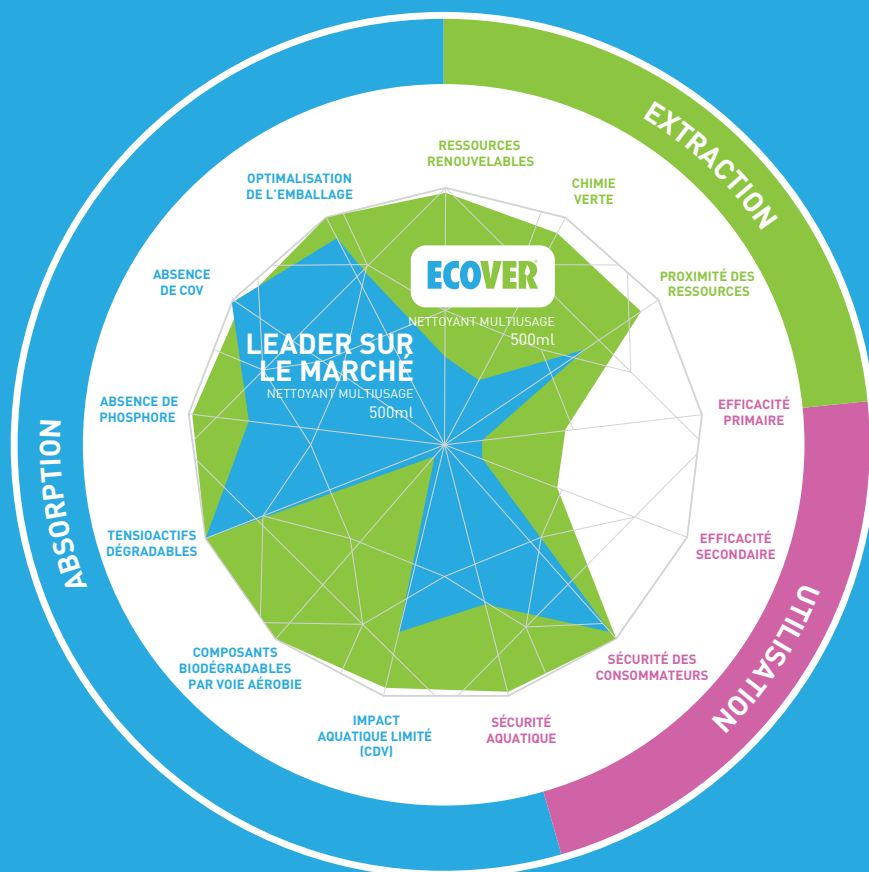 EXTRACTION
RESSOURCES
RENOUVELABLES
OPTIMALISATION
DE L'EMBALLAGE
CHIMIE
VERTE
ABSENCE
DE COV
PROXIMITÉ DES
RESSOURCES
ECOVER
NETTOYANT MULTIUSAGE
500ml
LEADER SUR
LE MARCHÉ
NETTOYANT MULTIUSAGE
500ml
ABSENCE DE
PHOSPHORE
EFFICACITÉ
PRIMAIRE
ABSORPTION
TENSIOACTIFS
DÉGRADABLES
EFFICACITÉ
SECONDAIRE
UTILISATION
COMPOSANTS
BIODÉGRADABLES
PAR VOIE AÉROBIE
SÉCURITÉ DES
CONSOMMATEURS
IMPACT
AQUATIQUE LIMITÉ
(CDV)
SÉCURITÉ
AQUATIQUE